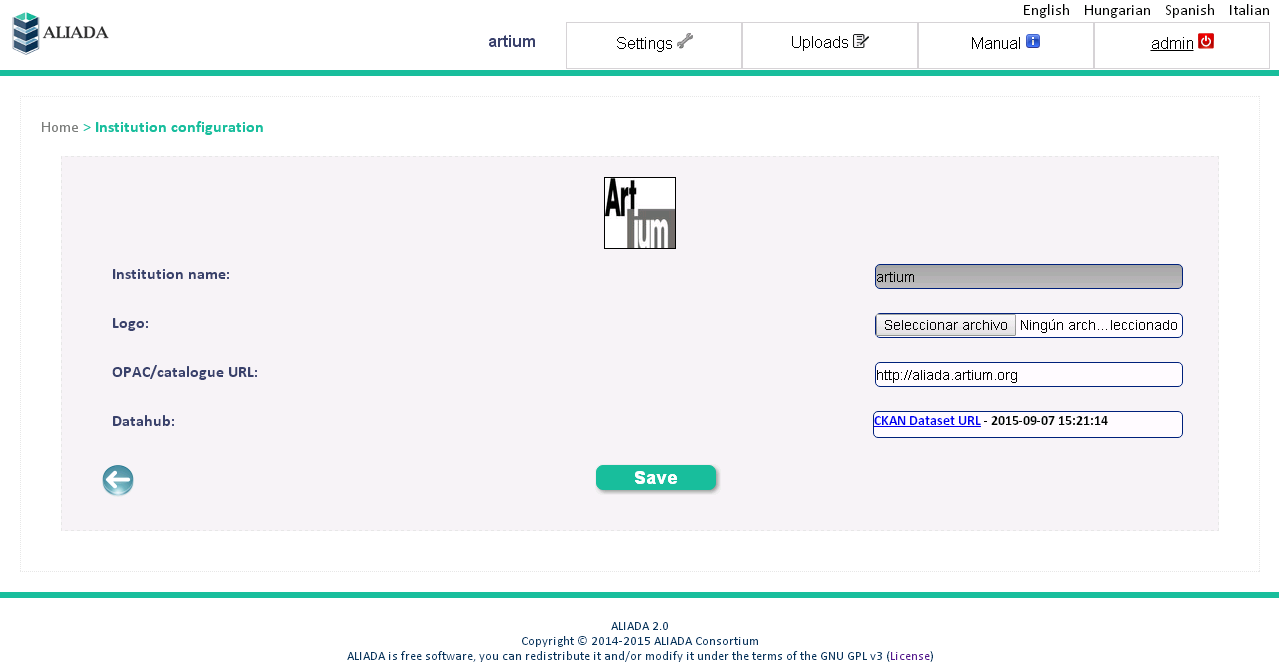 English Hungarian Spanish Italian
ALIADA
artium Settings Uploads Manual admin
Home > Institution configuration
Art
ium
Institution name: artium
Logo: Seleccionar archivo Ningún arch...leccionado
OPAC/catalogue URL: http://aliada.artium.org
Datahub: CKAN Dataset URL - 2015-09-07 15:21:14
Save
ALIADA 2.0
Copyright © 2014-2015 ALIADA Consortium
ALIADA is free software, you can redistribute it and/or modify it under the terms of the GNU GPL v3 (License)